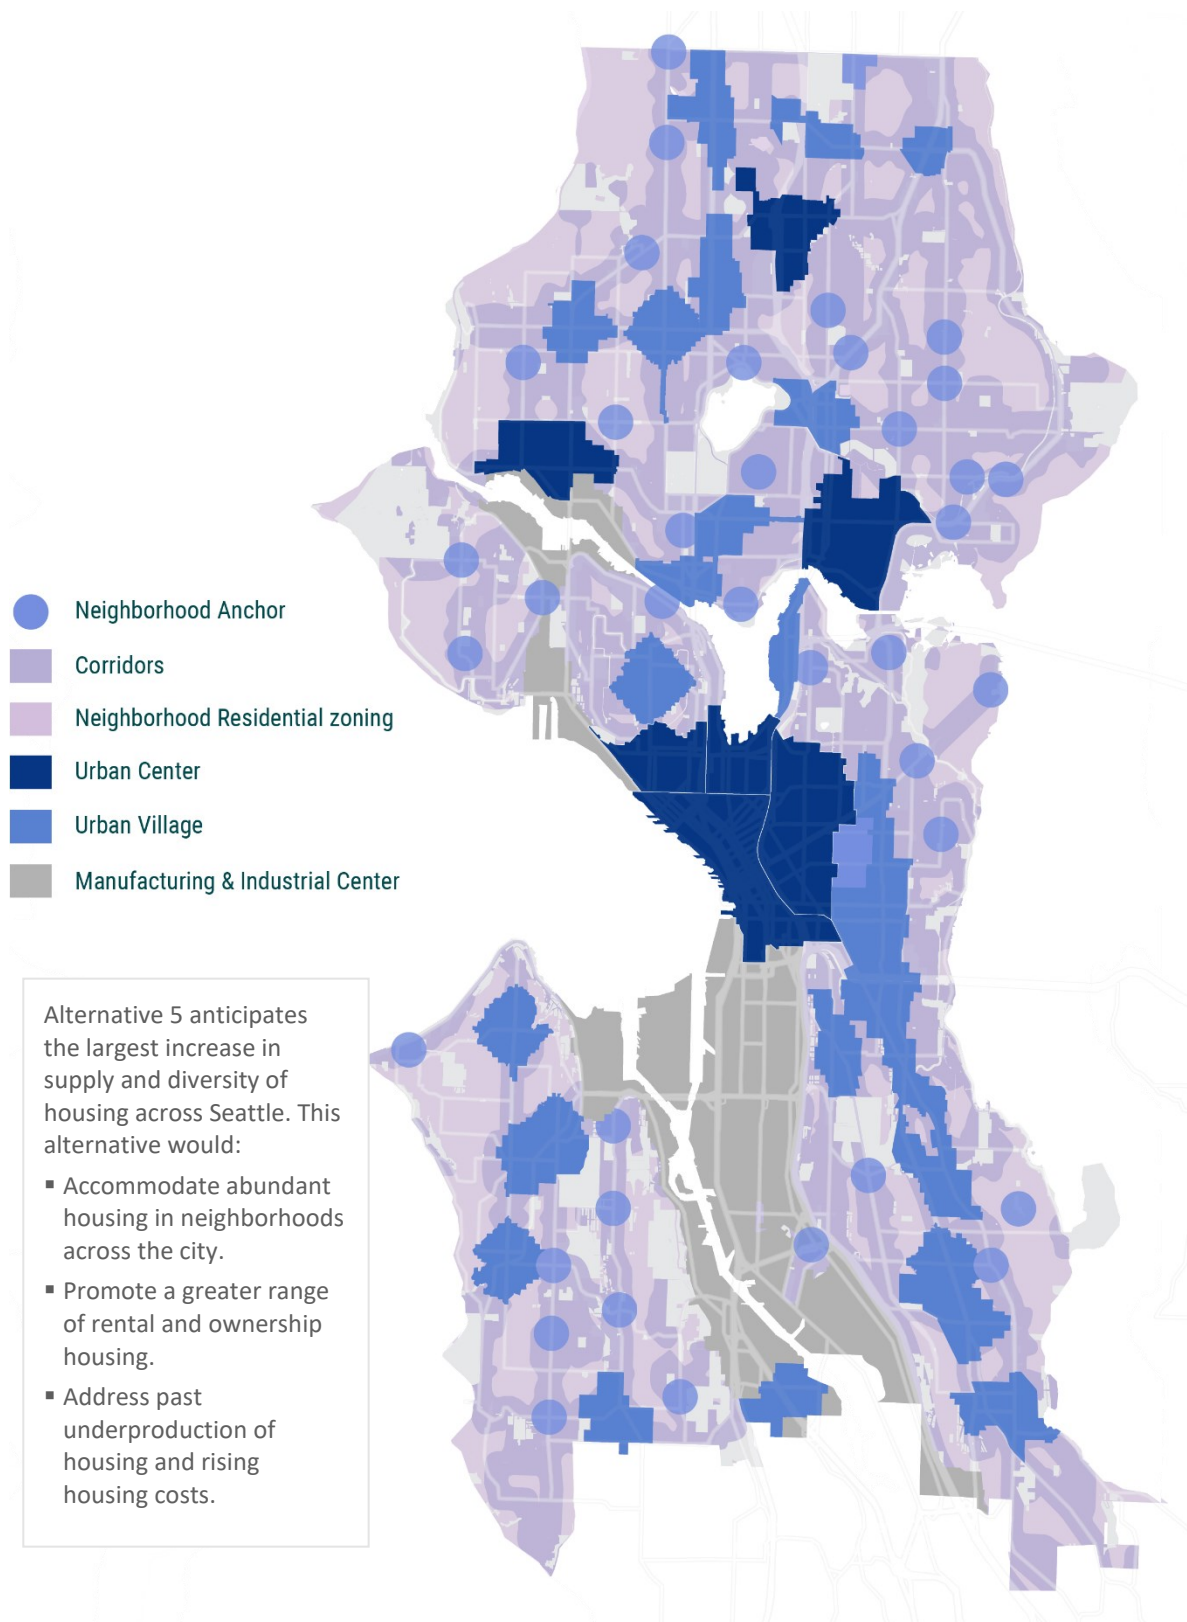 Neighborhood Anchor
Corridors
Neighborhood Residential zoning
Urban Center
Urban Village
Manufacturing & Industrial Center
Alternative 5 anticipates
the largest increase in
supply and diversity of
housing across Seattle. This
alternative would:
▪ Accommodate abundant
housing in neighborhoods
across the city.
▪ Promote a greater range
of rental and ownership
housing.
▪ Address past
underproduction of
housing and rising
housing costs.